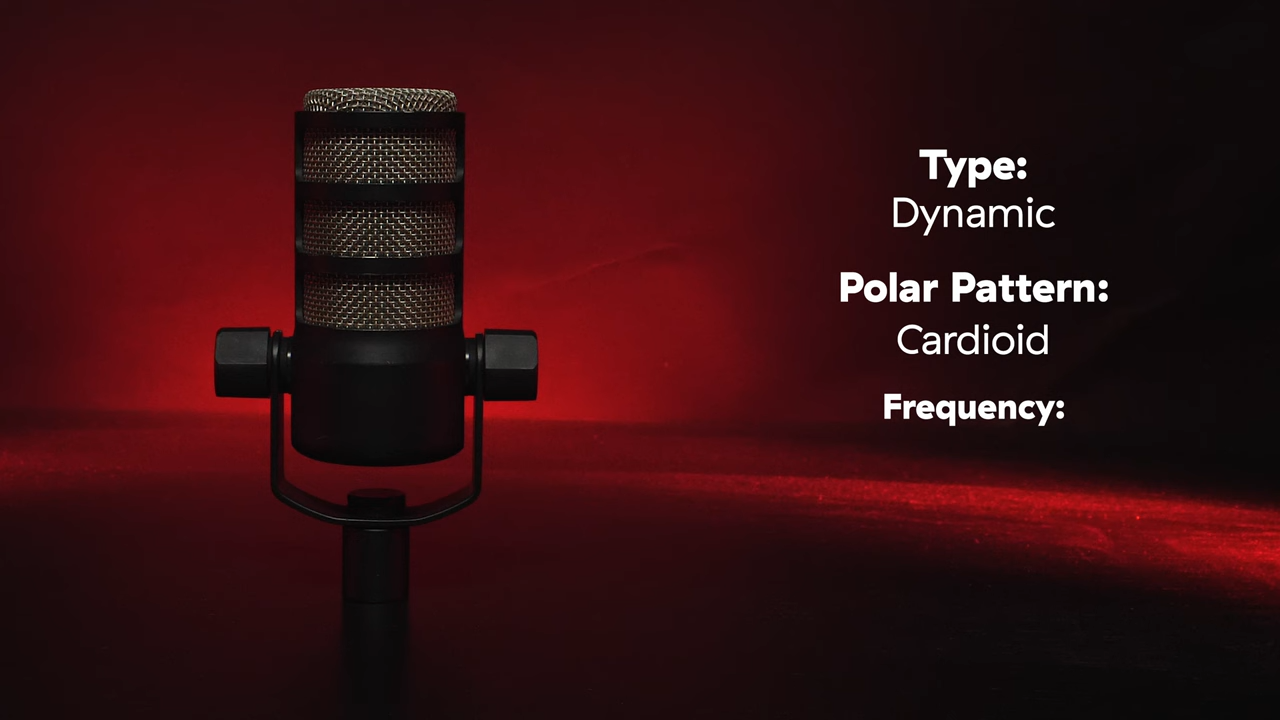 Type:
Dynamic
Polar Pattern:
Cardioid
Frequency: